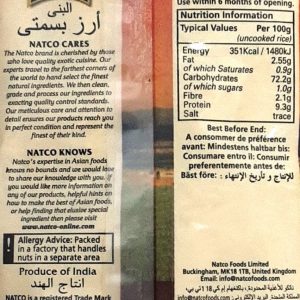 البنى
أرز بسمتى
NATCO CARES
The Natco brand is cherished by those
who love quality exotic cuisine. Our
experts travel to the furthest corners of
the world to hand select the finest
natural ingredients. We then clean,
grade and process our ingredients to
exacting quality control standards.
Our meticulous care and attention to
detail ensures our products reach you in
perfect condition and represent the
finest of their kind.
NATCO KNOWS
Natco's expertise in Asian foods
knows no bounds and we would love
to share our knowledge with you. If
you would like more information on
any of our products, helpful hints on
how to make the best of Asian foods,
or help finding that elusive special
ingredient then please visit
www.natco-online.com
Allergy Advice: Packed
in a factory that handles
nuts in a separate area
Produce of India
انتاج الهند
NATCO is a registered Trade Mark
Use within 6 months of opening.
Nutrition Information
Typical Values Per 100g
(uncooked rice)
Energy 351Kcal / 1480KJ
Fat 2.55g
of which Saturates 0.9g
Carbohydrate 72.2g
of which sugars 1.0g
Fibre 2.1g
Protein 9.3g
Salt trace
Best Before End:
A consommer de préférence
avant: Mindestens haltbar bis:
Consumare entro il: Consumir
preferentemente antes de:
Bäst före:
للإنتاج و تأريخ الإنتهاء:
Natco Foods Limited
Buckingham, MK18 1TB, United Kingdom
Email: info@natcofoods.com
info@natcofoods.com